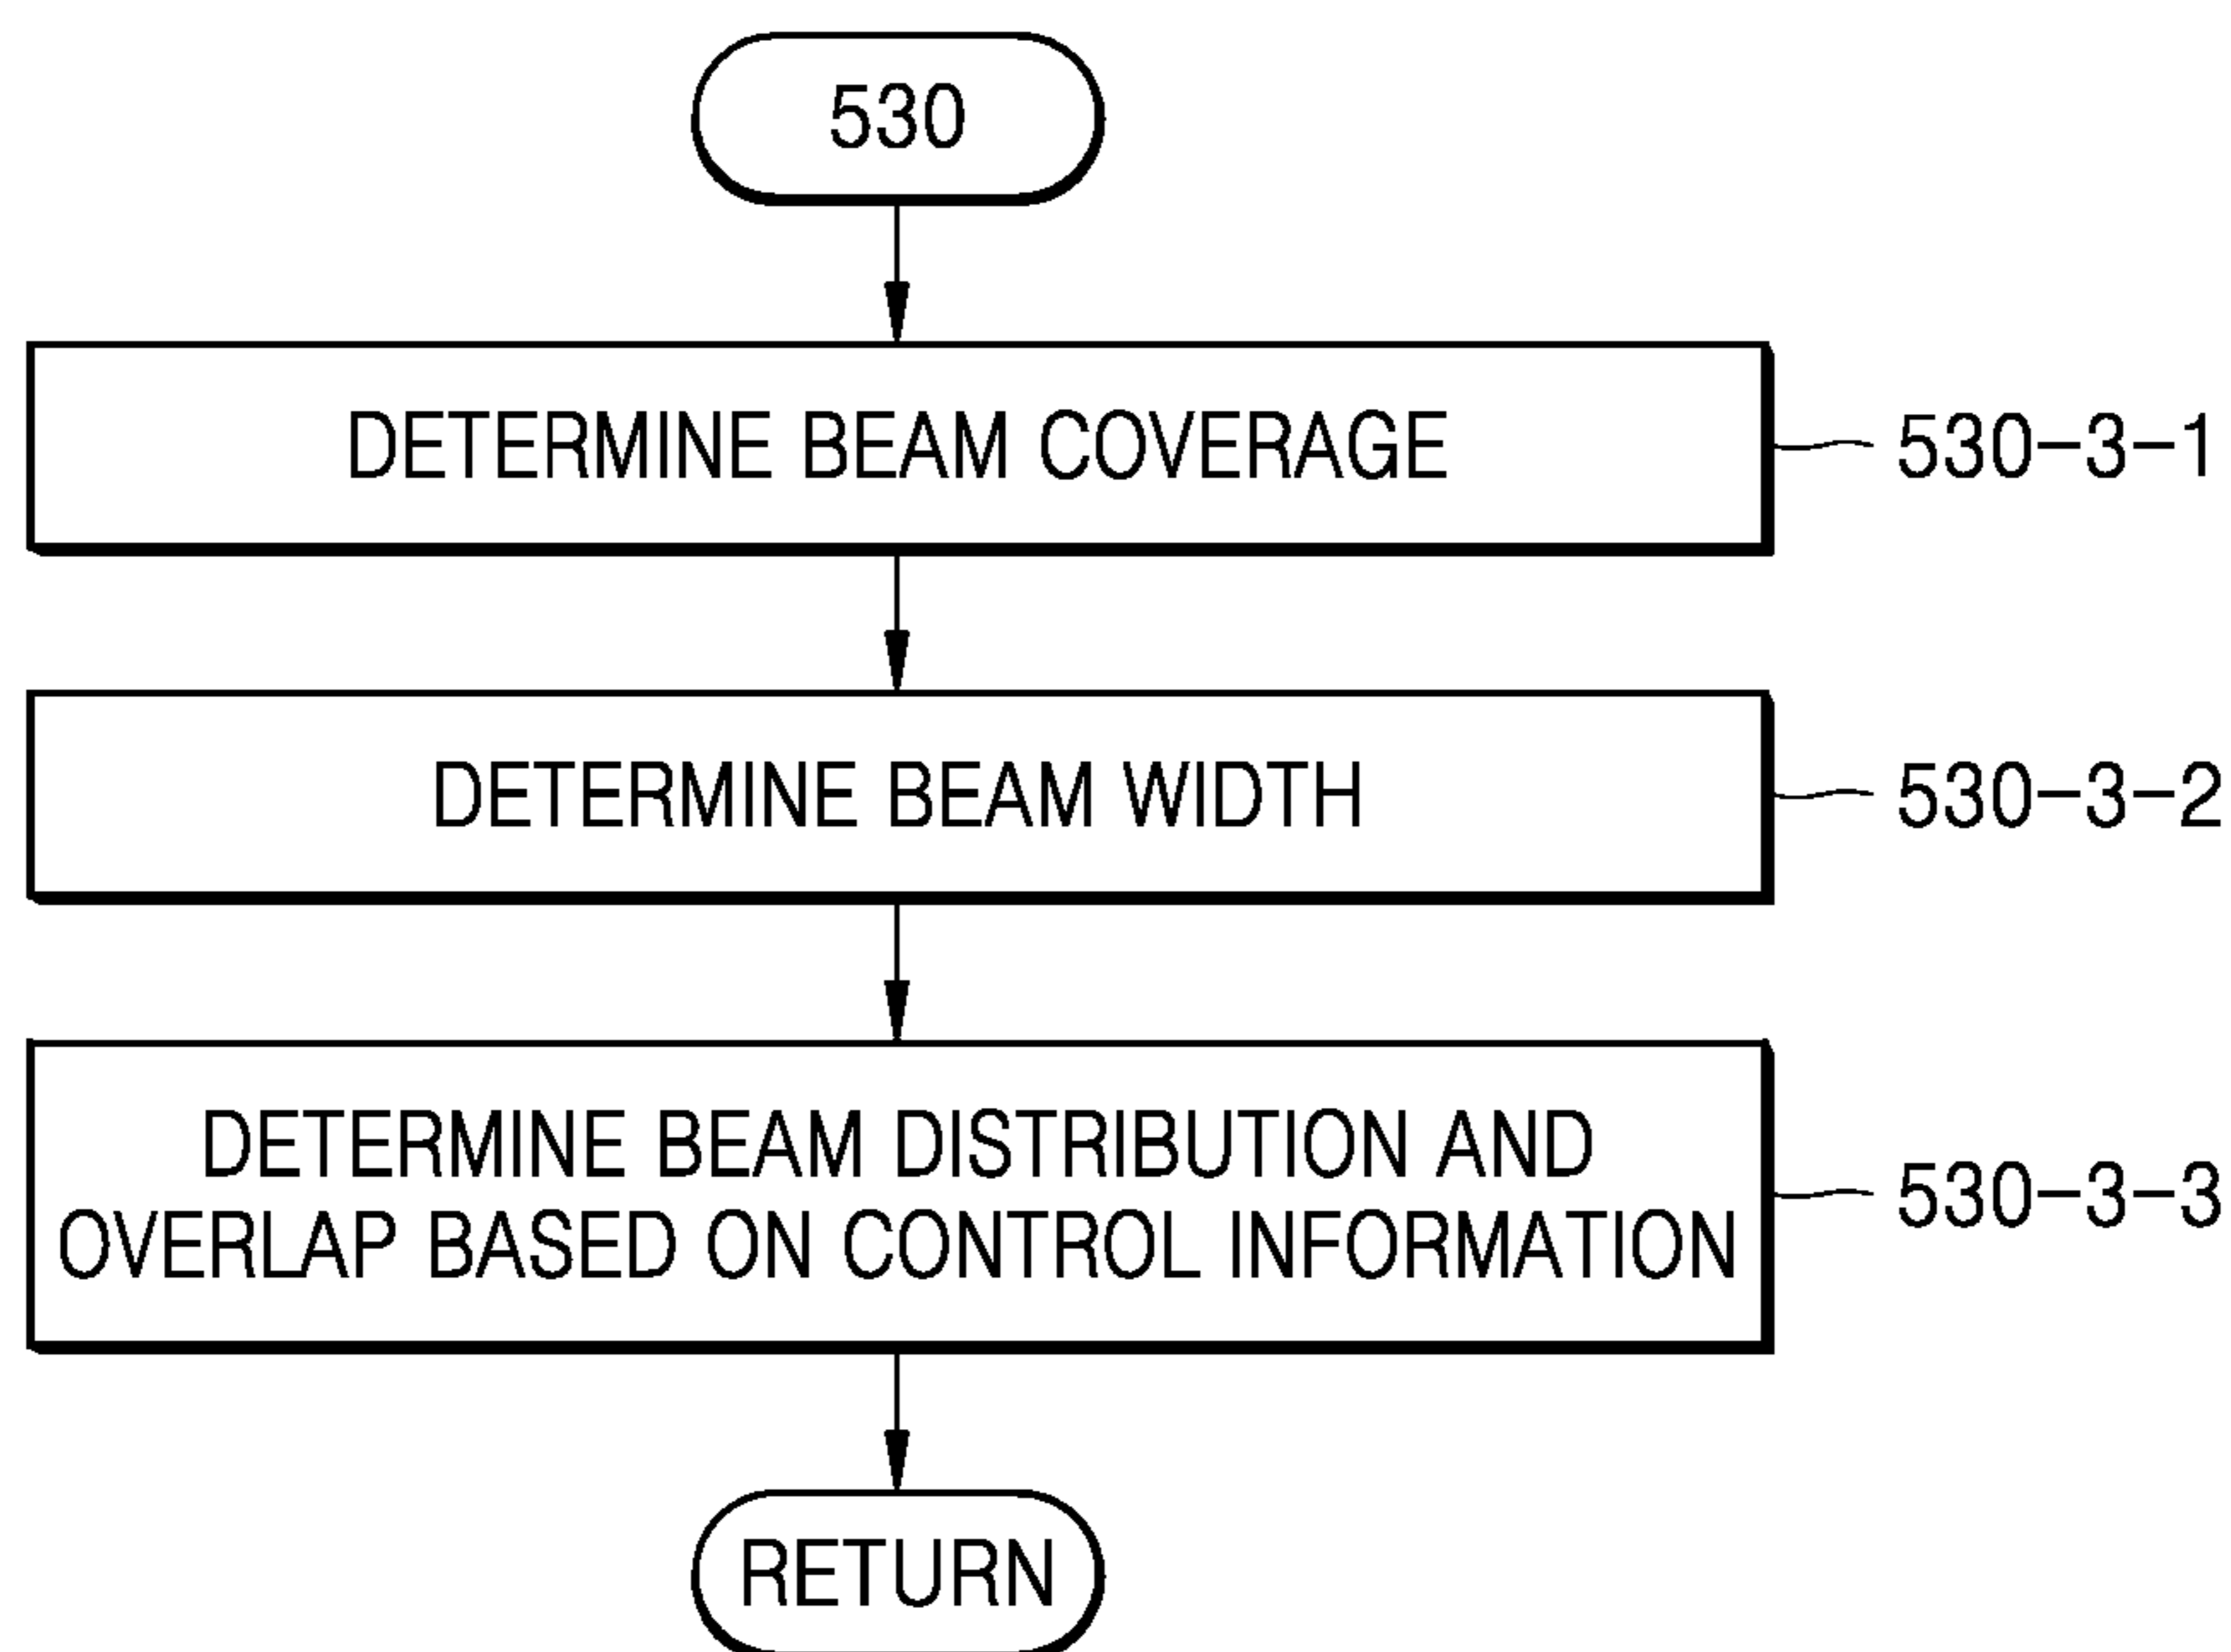 530
DETERMINE BEAM COVERAGE
530-3-1
DETERMINE BEAM WIDTH
530-3-2
DETERMINE BEAM DISTRIBUTION AND
OVERLAP BASED ON CONTROL INFORMATION
530-3-3
RETURN